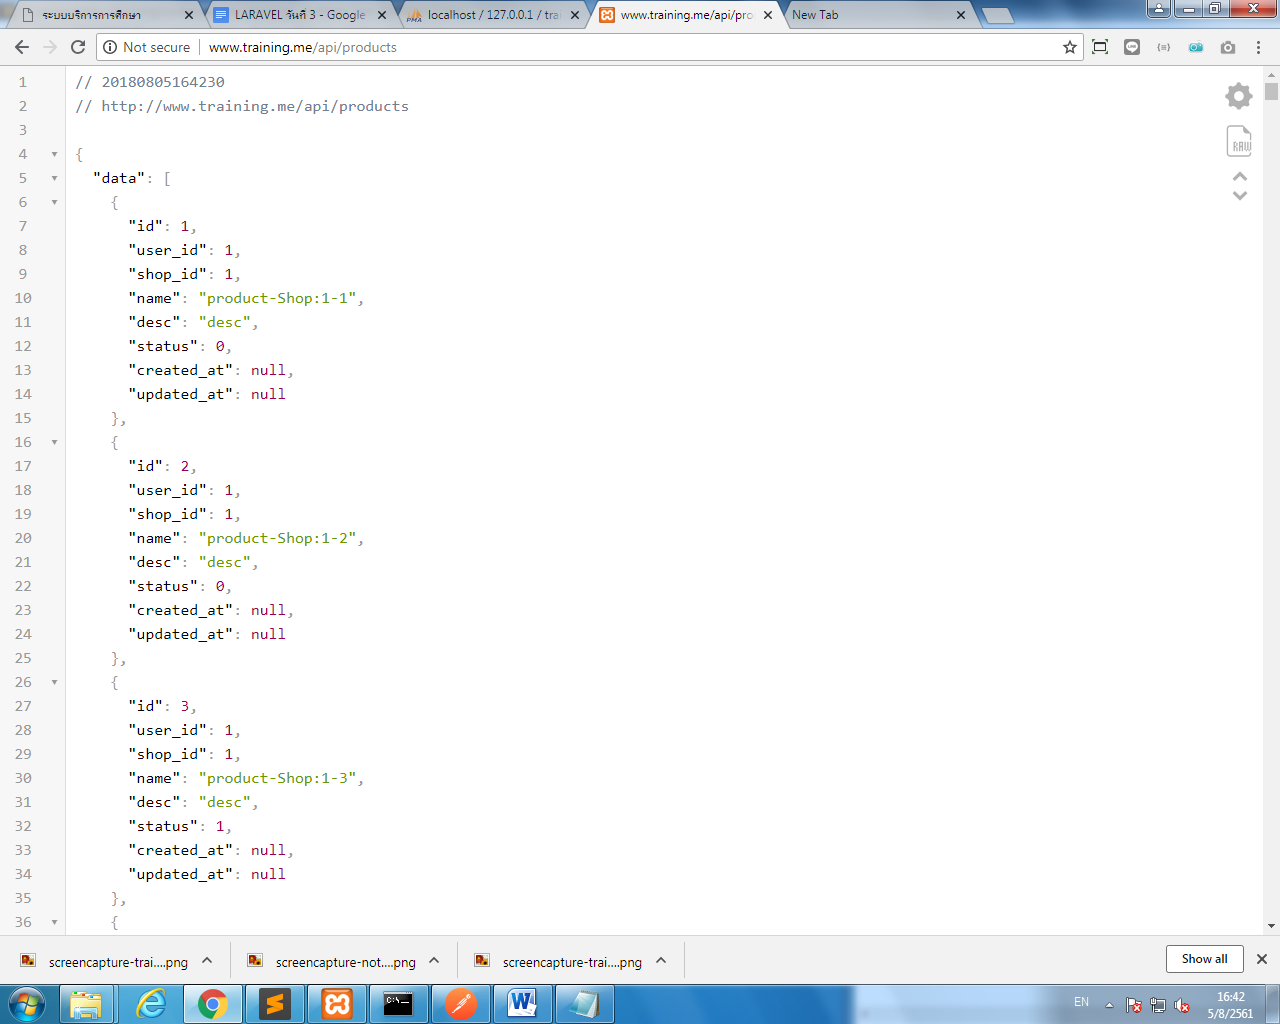 ระบบบริการการศึกษา
LARAVEL วันที่ 3 - Google
localhost / 127.0.0.1 / trai
www.training.me/api/pro
New Tab
Not secure
www.training.me/api/products
1 // 20180805164230
2 // http://www.training.me/api/products
3
4 {
5 "data": [
6 {
7 "id": 1,
8 "user_id": 1,
9 "shop_id": 1,
10 "name": "product-Shop:1-1",
11 "desc": "desc",
12 "status": 0,
13 "created_at": null,
14 "updated_at": null
15 },
16 {
17 "id": 2,
18 "user_id": 1,
19 "shop_id": 1,
20 "name": "product-Shop:1-2",
21 "desc": "desc",
22 "status": 0,
23 "created_at": null,
24 "updated_at": null
25 },
26 {
27 "id": 3,
28 "user_id": 1,
29 "shop_id": 1,
30 "name": "product-Shop:1-3",
31 "desc": "desc",
32 "status": 1,
33 "created_at": null,
34 "updated_at": null
35 },
36 {
RAW
screencapture-trai....png
screencapture-not....png
screencapture-trai....png
Show all
EN
16:42
5/8/2561